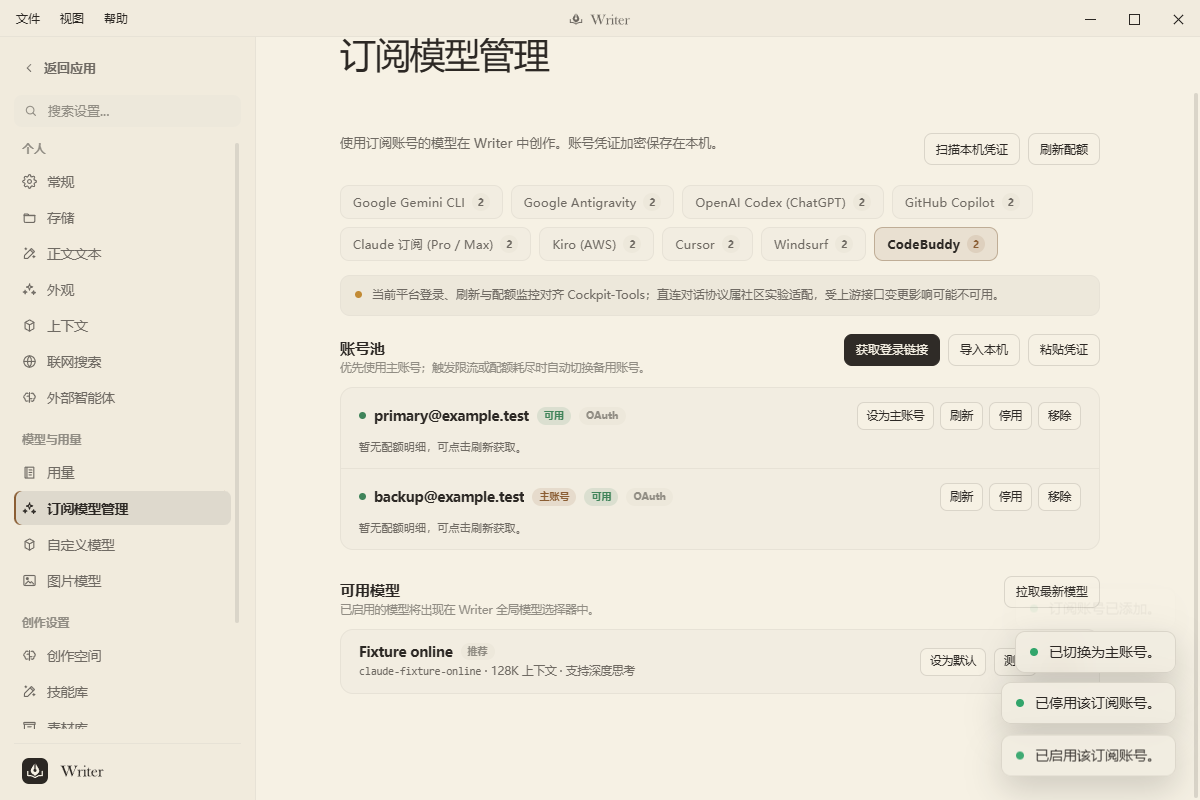 文件 视图 帮助 Writer
返回应用
搜索设置...
个人
常规
存储
正文文本
外观
上下文
联网搜索
外部智能体
模型与用量
用量
订阅模型管理
自定义模型
图片模型
创作设置
创作空间
技能库
素材库
Writer
订阅模型管理
使用订阅账号的模型在 Writer 中创作。账号凭证加密保存在本机。
扫描本机凭证 刷新配额
Google Gemini CLI 2 Google Antigravity 2 OpenAI Codex (ChatGPT) 2 GitHub Copilot 2
Claude 订阅 (Pro / Max) 2 Kiro (AWS) 2 Cursor 2 Windsurf 2 CodeBuddy 2
当前平台登录、刷新与配额监控对齐 Cockpit-Tools；直连对话协议属社区实验适配，受上游接口变更影响可能不可用。
账号池
优先使用主账号；触发限流或配额耗尽时自动切换备用账号。
获取登录链接 导入本机 粘贴凭证
primary@example.test 可用 OAuth 设为主账号 刷新 停用 移除
暂无配额明细，可点击刷新获取。
backup@example.test 主账号 可用 OAuth 刷新 停用 移除
暂无配额明细，可点击刷新获取。
可用模型
已启用的模型将出现在 Writer 全局模型选择器中。
拉取最新模型
订阅账号已添加。
Fixture online 推荐
claude-fixture-online · 128K 上下文 · 支持深度思考
设为默认 测
已切换为主账号。
已停用该订阅账号。
已启用该订阅账号。